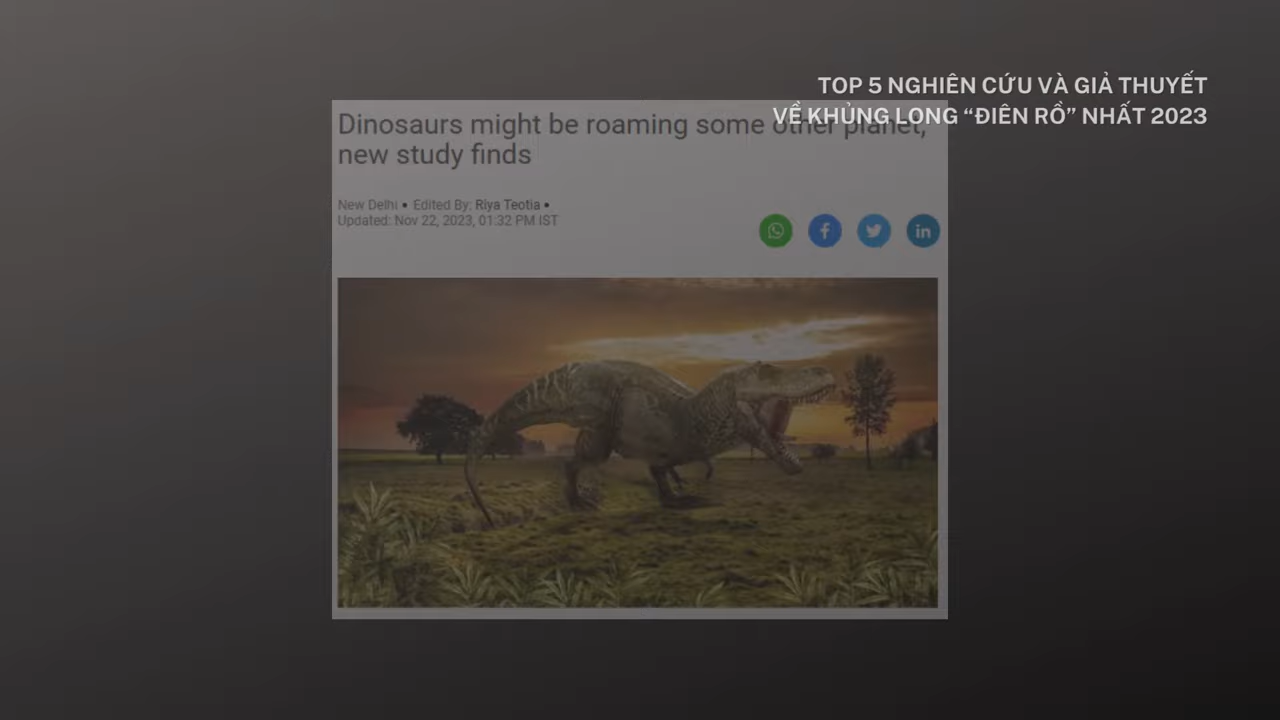 TOP 5 NGHIÊN CỨU VÀ GIẢ THUYẾT
VỀ KHỦNG LONG “ĐIÊN RỒ” NHẤT 2023
Dinosaurs might be roaming some other planet,
new study finds
New Delhi • Edited By: Riya Teotia •
Updated: Nov 22, 2023, 01:32 PM IST
in